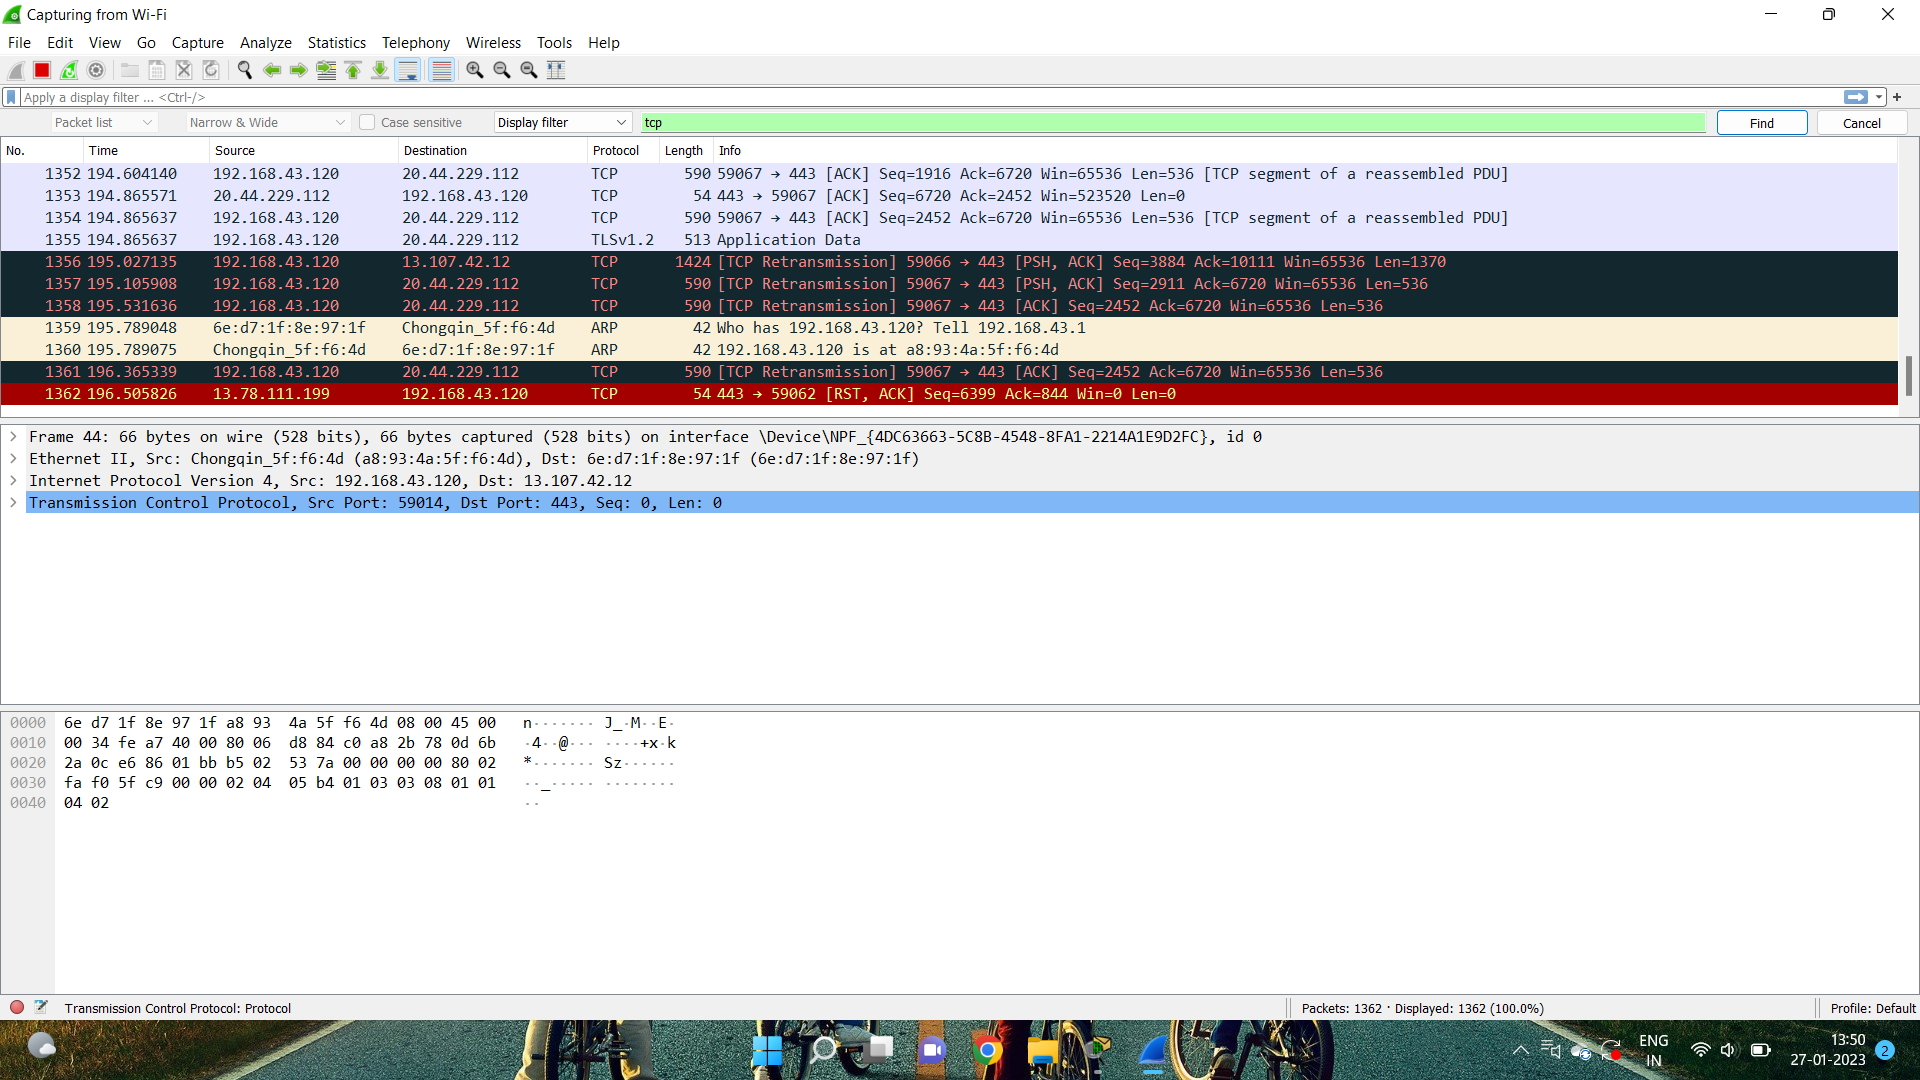 Capturing from Wi-Fi
File Edit View Go Capture Analyze Statistics Telephony Wireless Tools Help
Apply a display filter ... <Ctrl-/>
Packet list Narrow & Wide Case sensitive Display filter tcp Find Cancel
No. Time Source Destination Protocol Length Info
1352 194.604140 192.168.43.120 20.44.229.112 TCP 590 59067 → 443 [ACK] Seq=1916 Ack=6720 Win=65536 Len=536 [TCP segment of a reassembled PDU]
1353 194.865571 20.44.229.112 192.168.43.120 TCP 54 443 → 59067 [ACK] Seq=6720 Ack=2452 Win=523520 Len=0
1354 194.865637 192.168.43.120 20.44.229.112 TCP 590 59067 → 443 [ACK] Seq=2452 Ack=6720 Win=65536 Len=536 [TCP segment of a reassembled PDU]
1355 194.865637 192.168.43.120 20.44.229.112 TLSv1.2 513 Application Data
1356 195.027135 192.168.43.120 13.107.42.12 TCP 1424 [TCP Retransmission] 59066 → 443 [PSH, ACK] Seq=3884 Ack=10111 Win=65536 Len=1370
1357 195.105908 192.168.43.120 20.44.229.112 TCP 590 [TCP Retransmission] 59067 → 443 [PSH, ACK] Seq=2911 Ack=6720 Win=65536 Len=536
1358 195.531636 192.168.43.120 20.44.229.112 TCP 590 [TCP Retransmission] 59067 → 443 [ACK] Seq=2452 Ack=6720 Win=65536 Len=536
1359 195.789048 6e:d7:1f:8e:97:1f Chongqin_5f:f6:4d ARP 42 Who has 192.168.43.120? Tell 192.168.43.1
1360 195.789075 Chongqin_5f:f6:4d 6e:d7:1f:8e:97:1f ARP 42 192.168.43.120 is at a8:93:4a:5f:f6:4d
1361 196.365339 192.168.43.120 20.44.229.112 TCP 590 [TCP Retransmission] 59067 → 443 [ACK] Seq=2452 Ack=6720 Win=65536 Len=536
1362 196.505826 13.78.111.199 192.168.43.120 TCP 54 443 → 59062 [RST, ACK] Seq=6399 Ack=844 Win=0 Len=0
Frame 44: 66 bytes on wire (528 bits), 66 bytes captured (528 bits) on interface \Device\NPF_{4DC63663-5C8B-4548-8FA1-2214A1E9D2FC}, id 0
Ethernet II, Src: Chongqin_5f:f6:4d (a8:93:4a:5f:f6:4d), Dst: 6e:d7:1f:8e:97:1f (6e:d7:1f:8e:97:1f)
Internet Protocol Version 4, Src: 192.168.43.120, Dst: 13.107.42.12
Transmission Control Protocol, Src Port: 59014, Dst Port: 443, Seq: 0, Len: 0
0000 6e d7 1f 8e 97 1f a8 93 4a 5f f6 4d 08 00 45 00 n······· J_·M··E·
0010 00 34 fe a7 40 00 80 06 d8 84 c0 a8 2b 78 0d 6b ·4··@··· ····+x·k
0020 2a 0c e6 86 01 bb b5 02 53 7a 00 00 00 00 80 02 *······· Sz······
0030 fa f0 5f c9 00 00 02 04 05 b4 01 03 03 08 01 01 ··_····· ········
0040 04 02 ··
Transmission Control Protocol: Protocol Packets: 1362 · Displayed: 1362 (100.0%) Profile: Default
ENG
IN
13:50
27-01-2023
2